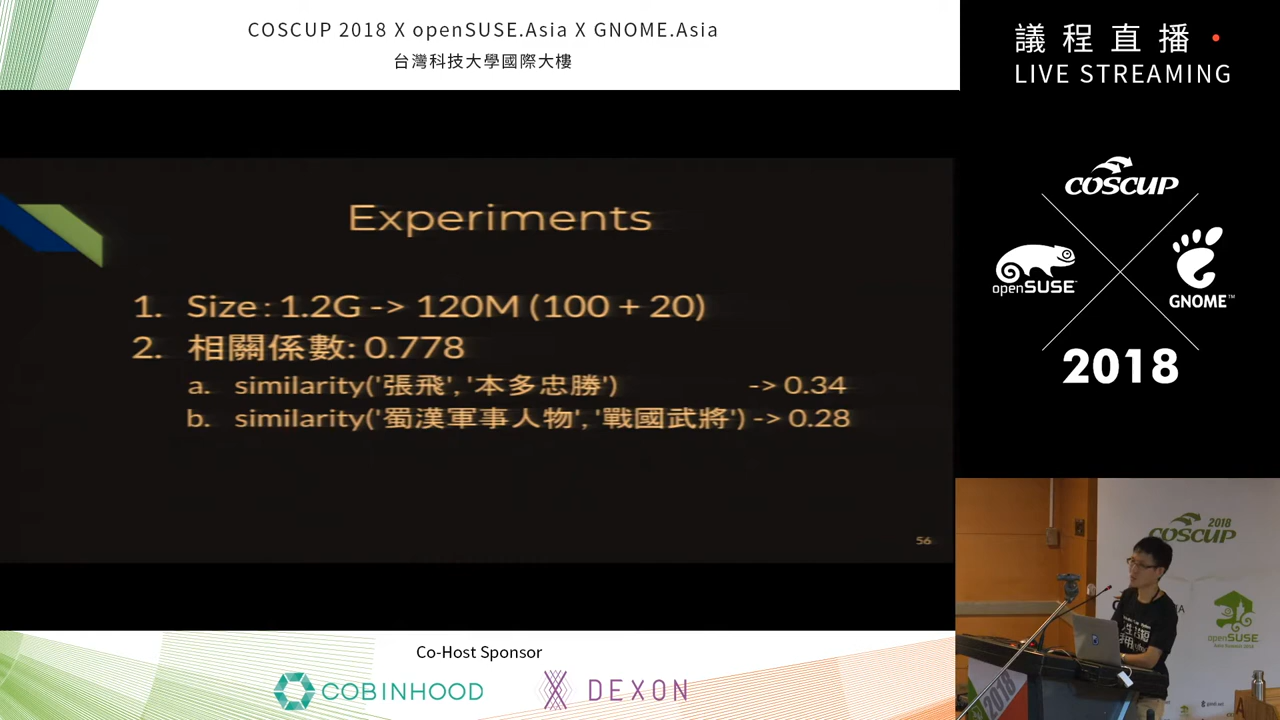 COSCUP 2018 X openSUSE.Asia X GNOME.Asia
台灣科技大學國際大樓
議程直播
LIVE STREAMING
COSCUP
openSUSE
GNOME™
2018
Experiments
1. Size: 1.2G -> 120M (100 + 20)
2. 相關係數: 0.778
a. similarity('張飛', '本多忠勝') -> 0.34
b. similarity('蜀漢軍事人物', '戰國武將') -> 0.28
56
2018
COSCUP
openSUSE
2018
Co-Host Sponsor
COBINHOOD
DEXON